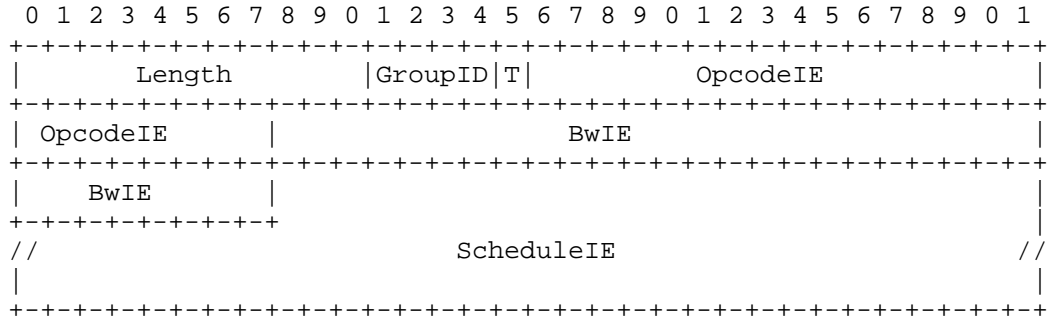 0 1 2 3 4 5 6 7 8 9 0 1 2 3 4 5 6 7 8 9 0 1 2 3 4 5 6 7 8 9 0 1
+-+-+-+-+-+-+-+-+-+-+-+-+-+-+-+-+-+-+-+-+-+-+-+-+-+-+-+-+-+-+-+-+
| Length |GroupID|T| OpcodeIE |
+-+-+-+-+-+-+-+-+-+-+-+-+-+-+-+-+-+-+-+-+-+-+-+-+-+-+-+-+-+-+-+-+
| OpcodeIE | BwIE |
+-+-+-+-+-+-+-+-+-+-+-+-+-+-+-+-+-+-+-+-+-+-+-+-+-+-+-+-+-+-+-+-+
| BwIE | |
+-+-+-+-+-+-+-+-+ |
// ScheduleIE //
| |
+-+-+-+-+-+-+-+-+-+-+-+-+-+-+-+-+-+-+-+-+-+-+-+-+-+-+-+-+-+-+-+-+